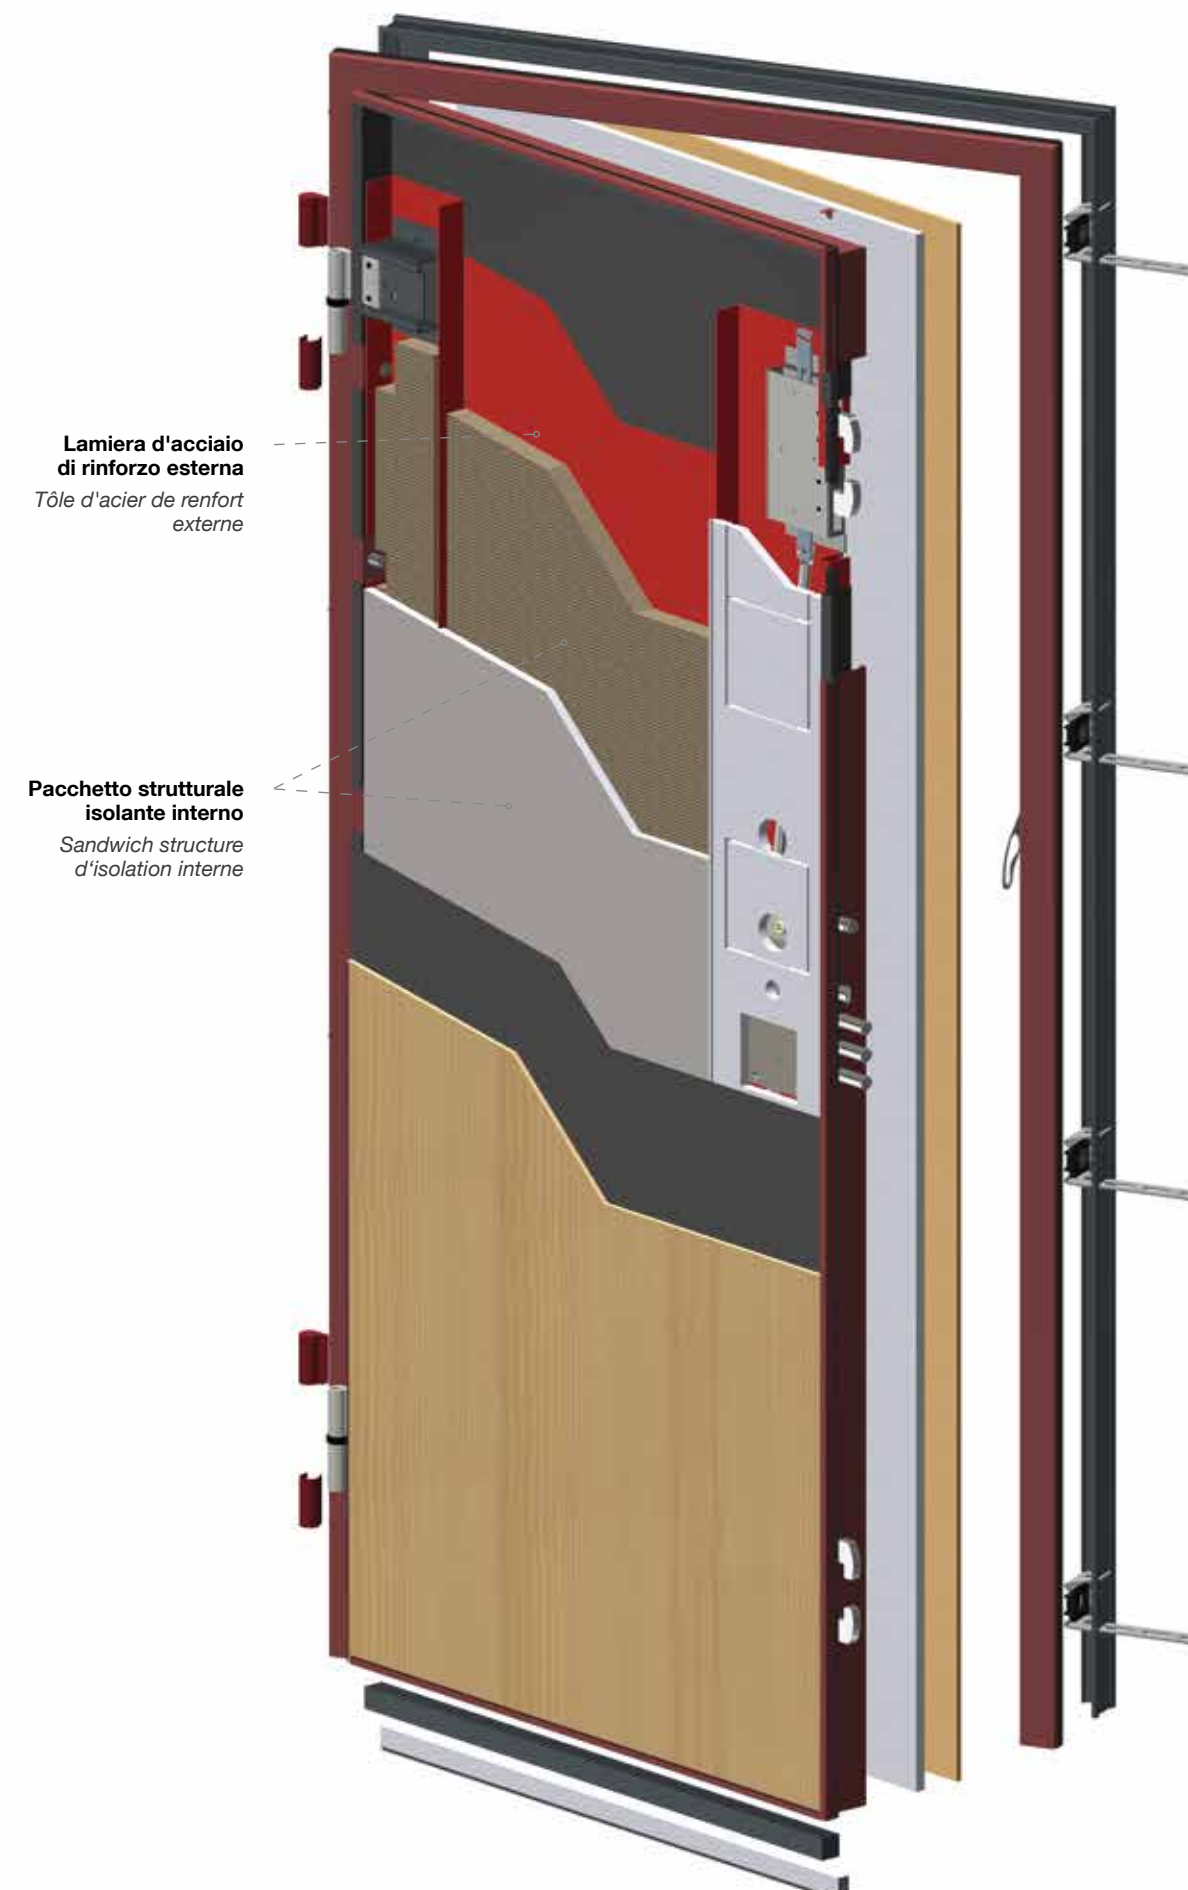 Lamiera d'acciaio
di rinforzo esterna
Tôle d'acier de renfort
externe
Pacchetto strutturale
isolante interno
Sandwich structure
d‘isolation interne